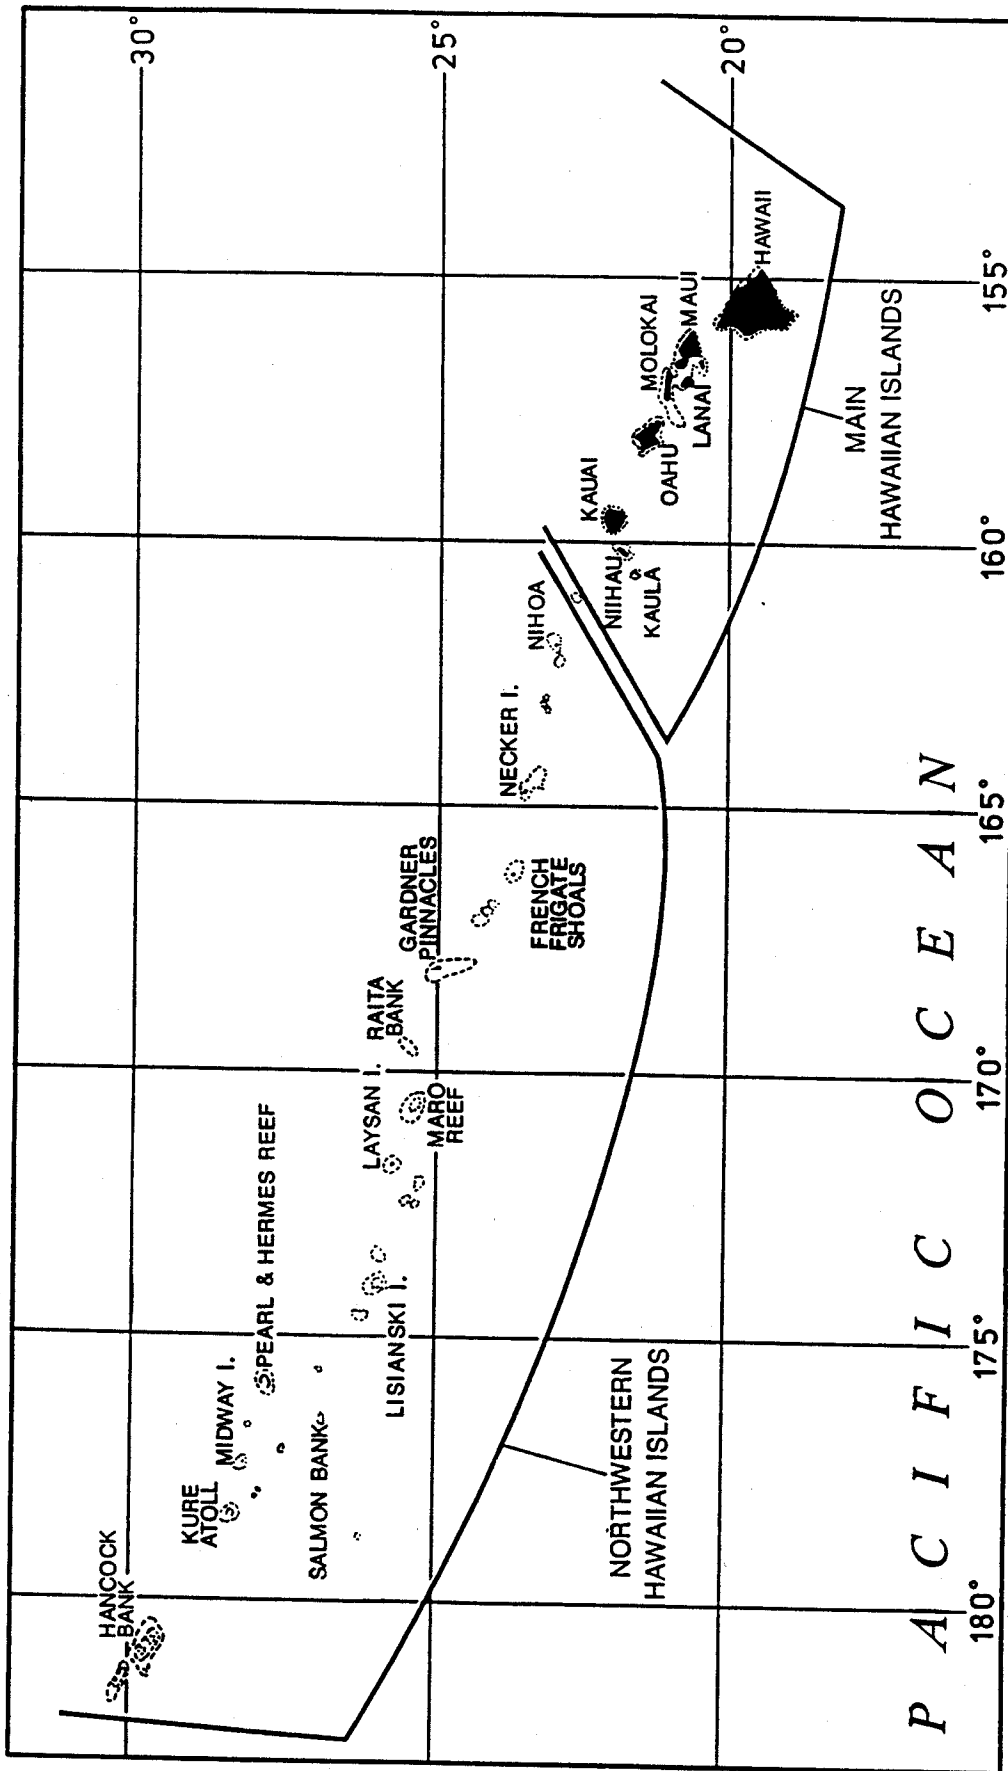 30°
25°
20°
HANCOCK
BANK
KURE
ATOLL
MIDWAY I.
PEARL & HERMES REEF
SALMON BANK
LISIANSKI I.
LAYSAN I.
MARO
REEF
RAITA
BANK
GARDNER
PINNACLES
FRENCH
FRIGATE
SHOALS
NECKER I.
NIHOA
NIIHAU
KAULA
KAUAI
OAHU
MOLOKAI
LANAI
MAUI
HAWAII
NORTHWESTERN
HAWAIIAN ISLANDS
MAIN
HAWAIIAN ISLANDS
PACIFIC OCEAN
180°
175°
170°
165°
160°
155°